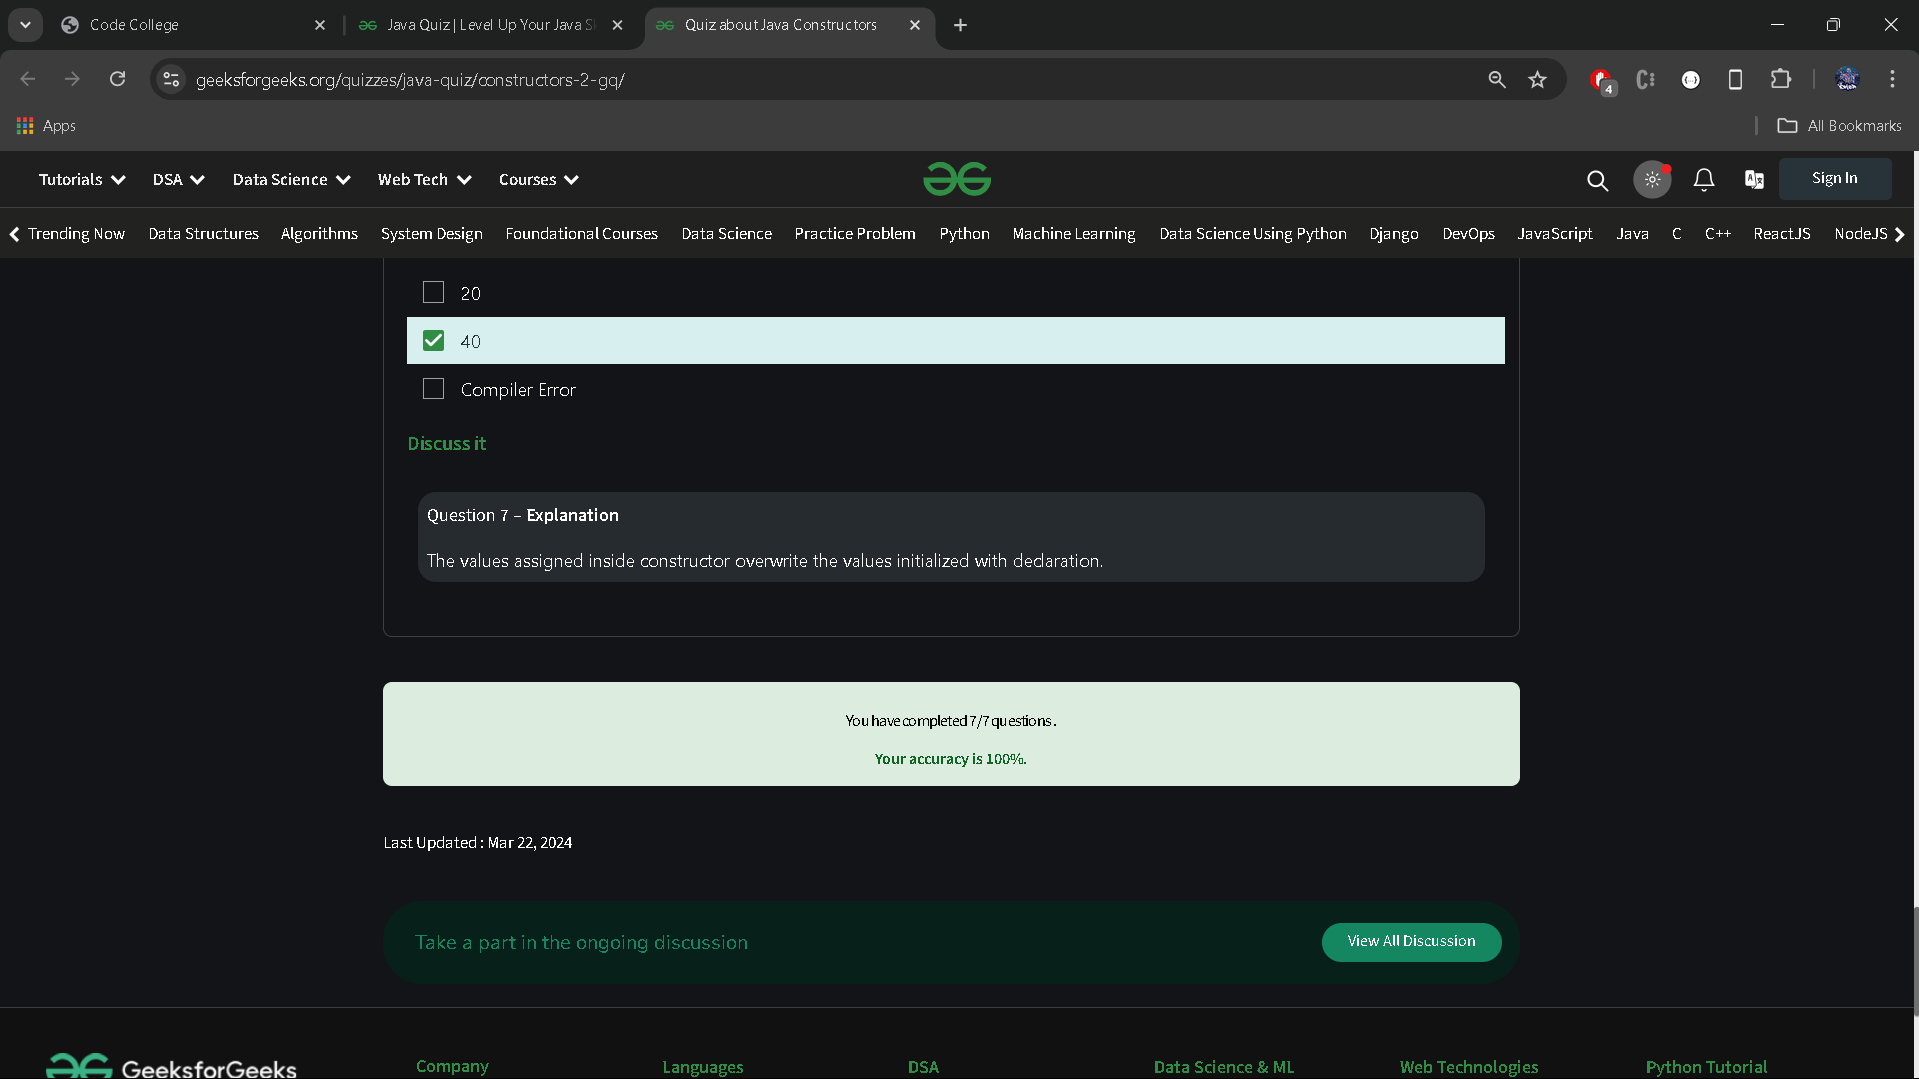 Code College
Java Quiz | Level Up Your Java S
Quiz about Java Constructors
geeksforgeeks.org/quizzes/java-quiz/constructors-2-gq/
4
Apps
All Bookmarks
Tutorials
DSA
Data Science
Web Tech
Courses
Sign In
Trending Now
Data Structures
Algorithms
System Design
Foundational Courses
Data Science
Practice Problem
Python
Machine Learning
Data Science Using Python
Django
DevOps
JavaScript
Java
C
C++
ReactJS
NodeJS
20
40
Compiler Error
Discuss it
Question 7 – Explanation
The values assigned inside constructor overwrite the values initialized with declaration.
You have completed 7/7 questions .
Your accuracy is 100%.
Last Updated : Mar 22, 2024
Take a part in the ongoing discussion
View All Discussion
GeeksforGeeks
Company
Languages
DSA
Data Science & ML
Web Technologies
Python Tutorial